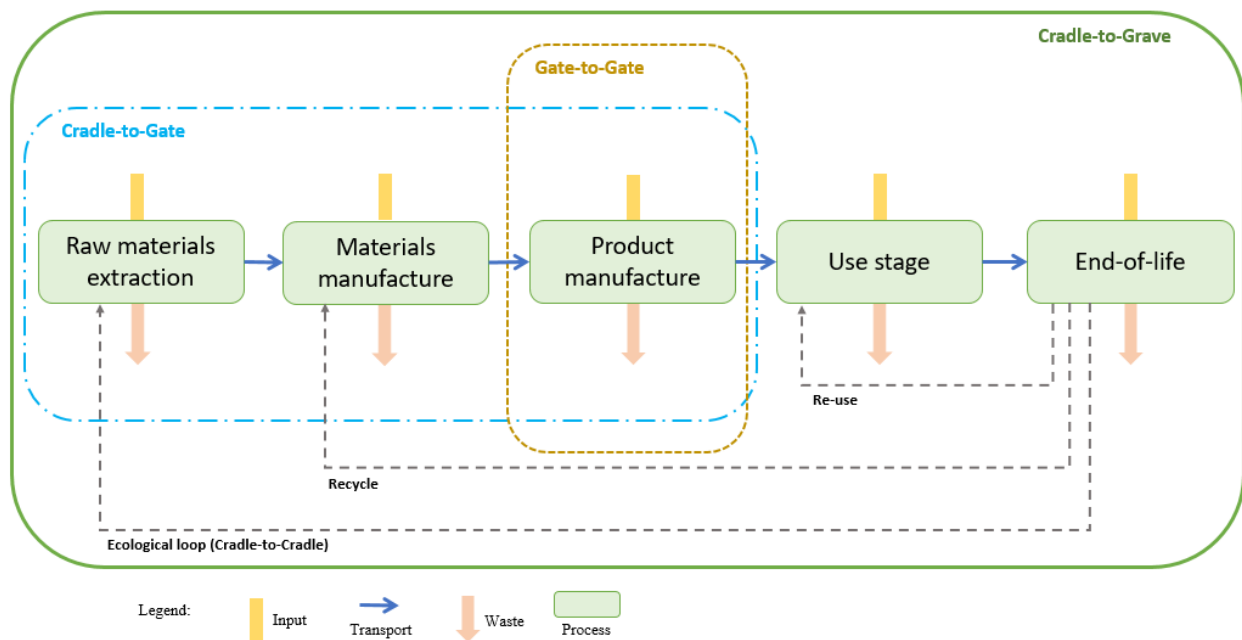 Cradle-to-Grave
Gate-to-Gate
Cradle-to-Gate
Raw materials
extraction
Materials
manufacture
Product
manufacture
Use stage
End-of-life
Re-use
Recycle
Ecological loop (Cradle-to-Cradle)
Legend:
Input
Transport
Waste
Process